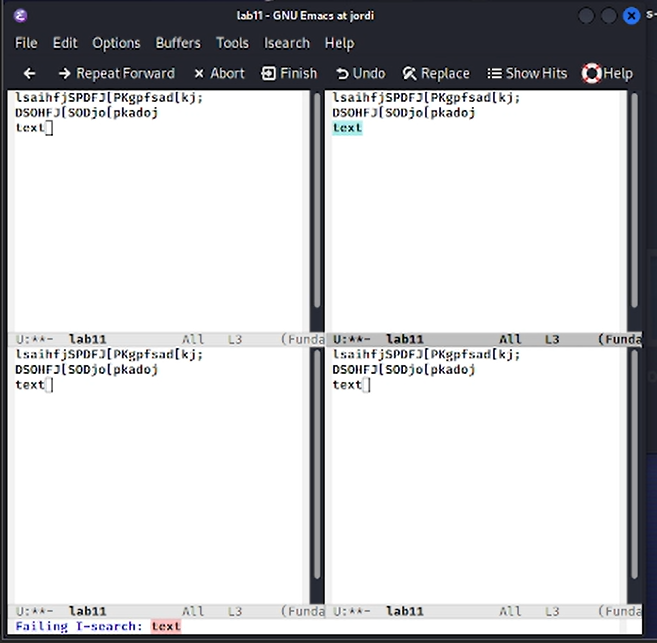 lab11 - GNU Emacs at jordi
File Edit Options Buffers Tools Isearch Help
Repeat Forward Abort Finish Undo Replace Show Hits Help
lsaihfjSPDFJ[PKgpfsad[kj;
DSOHFJ[SODjo[pkadoj
text
U:**- lab11 All L3 (Funda
lsaihfjSPDFJ[PKgpfsad[kj;
DSOHFJ[SODjo[pkadoj
text
U:**- lab11 All L3 (Funda
lsaihfjSPDFJ[PKgpfsad[kj;
DSOHFJ[SODjo[pkadoj
text
U:**- lab11 All L3 (Funda
lsaihfjSPDFJ[PKgpfsad[kj;
DSOHFJ[SODjo[pkadoj
text
U:**- lab11 All L3 (Funda
Failing I-search: text